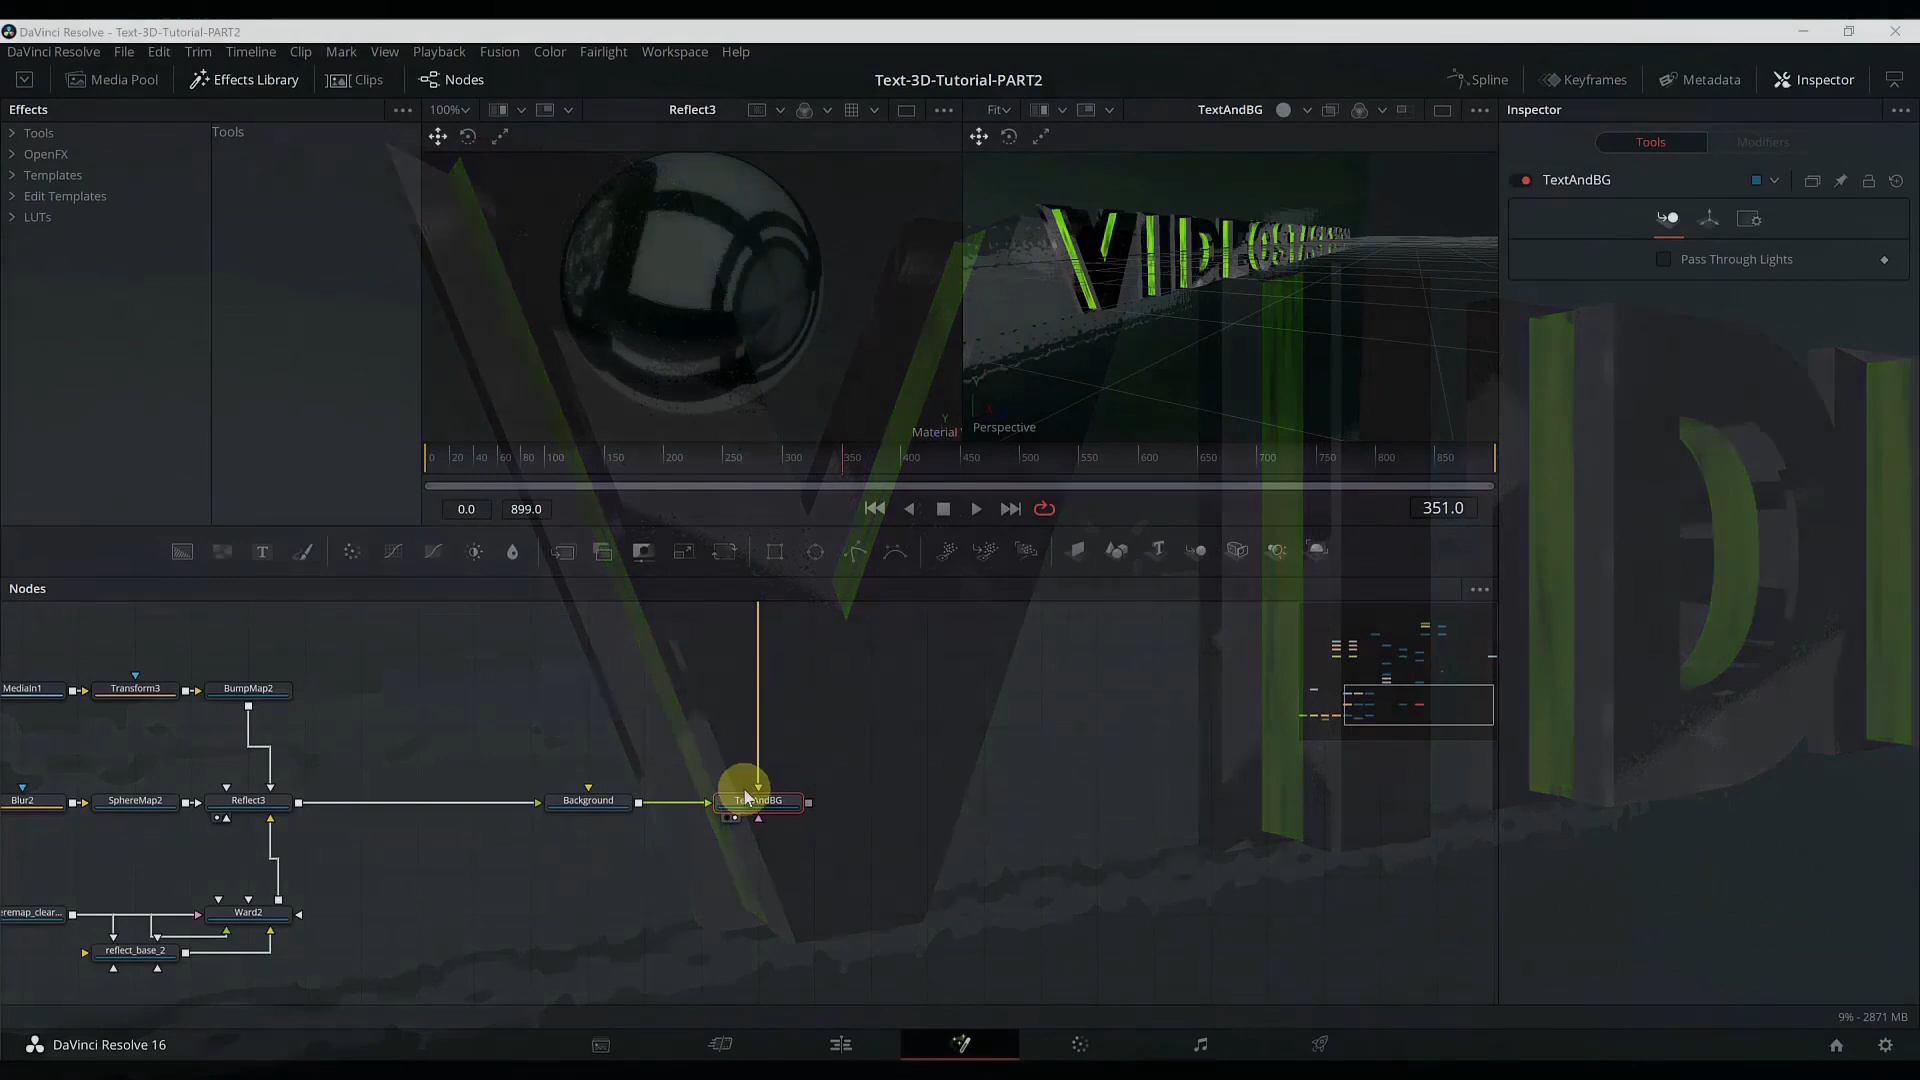 DaVinci Resolve - Text-3D-Tutorial-PART2
DaVinci Resolve File Edit Trim Timeline Clip Mark View Playback Fusion Color Fairlight Workspace Help
Media Pool Effects Library Clips Nodes Text-3D-Tutorial-PART2 Spline Keyframes Metadata Inspector
Effects 100% Reflect3 Fit TextAndBG Inspector
Tools
OpenFX
Templates
Edit Templates
LUTs
Tools
Tools Modifiers
TextAndBG
Pass Through Lights
Y
Material
X
Perspective
0 20 40 60 80 100 150 200 250 300 350 400 450 500 550 600 650 700 750 800 850
0.0 899.0 351.0
Nodes
MediaIn1 Transform3 BumpMap2
Blur2 SphereMap2 Reflect3 Background TextAndBG
eremap_clear... Ward2
reflect_base_2
9% - 2871 MB
DaVinci Resolve 16